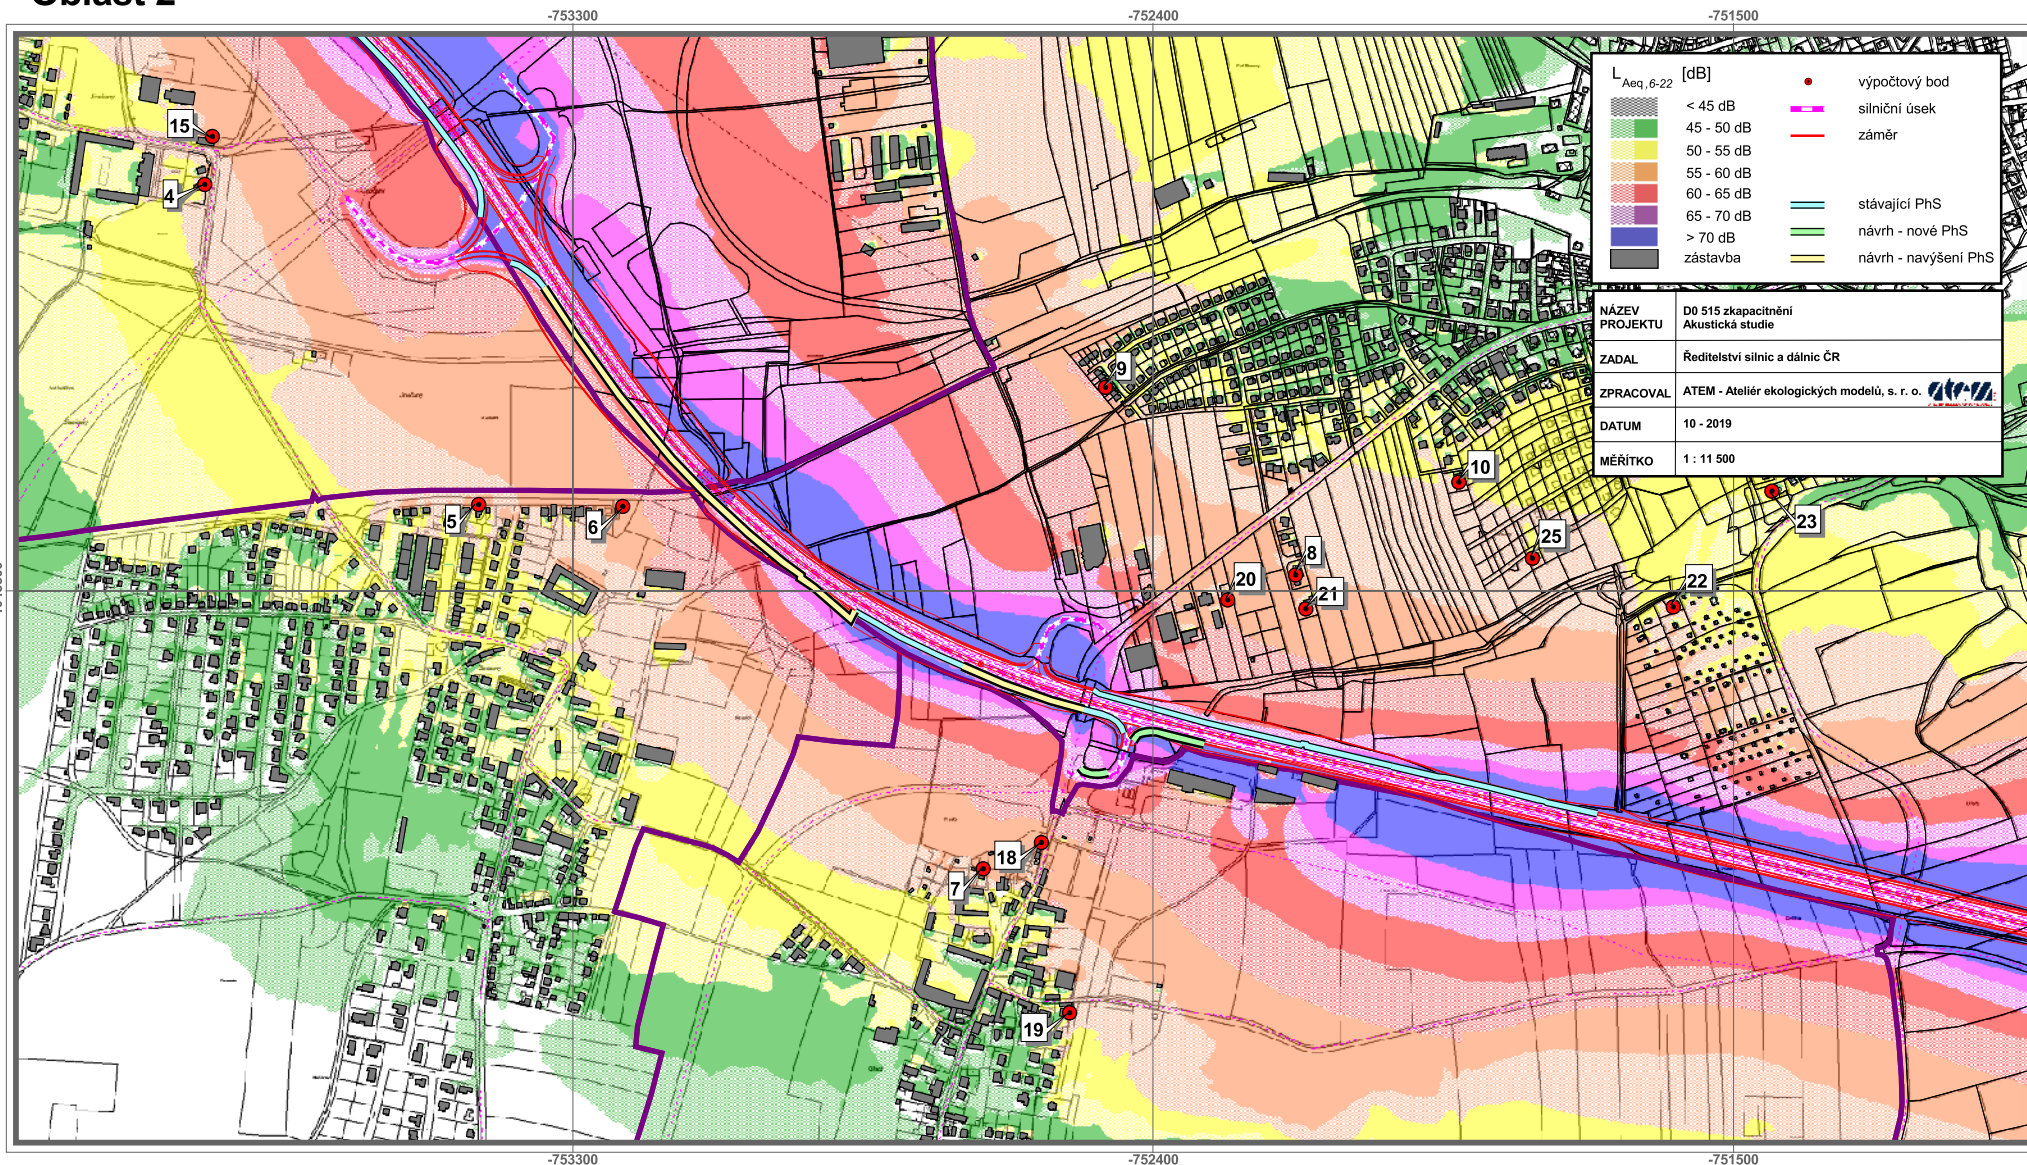 Oblast 2
-753300
-752400
-751500
L Aeq,6-22 [dB]
< 45 dB
45 - 50 dB
50 - 55 dB
55 - 60 dB
60 - 65 dB
65 - 70 dB
> 70 dB
zástavba
výpočtový bod
silniční úsek
záměr
stávající PhS
návrh - nové PhS
návrh - navýšení PhS
NÁZEV PROJEKTU
D0 515 zkapacitnění
Akustická studie
ZADAL
Ředitelství silnic a dálnic ČR
ZPRACOVAL
ATEM - Ateliér ekologických modelů, s. r. o.
atem
DATUM
10 - 2019
MĚŘÍTKO
1 : 11 500
15
4
9
10
5
6
23
25
8
20
21
22
18
7
19
-753300
-752400
-751500